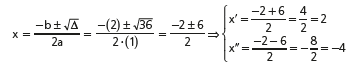 x = (-b ± √Δ)/2a = (-(2) ± √36)/(2·(1)) = (-2 ± 6)/2 ⇒ {
x' = (-2 + 6)/2 = 4/2 = 2
x" = (-2 - 6)/2 = -8/2 = -4